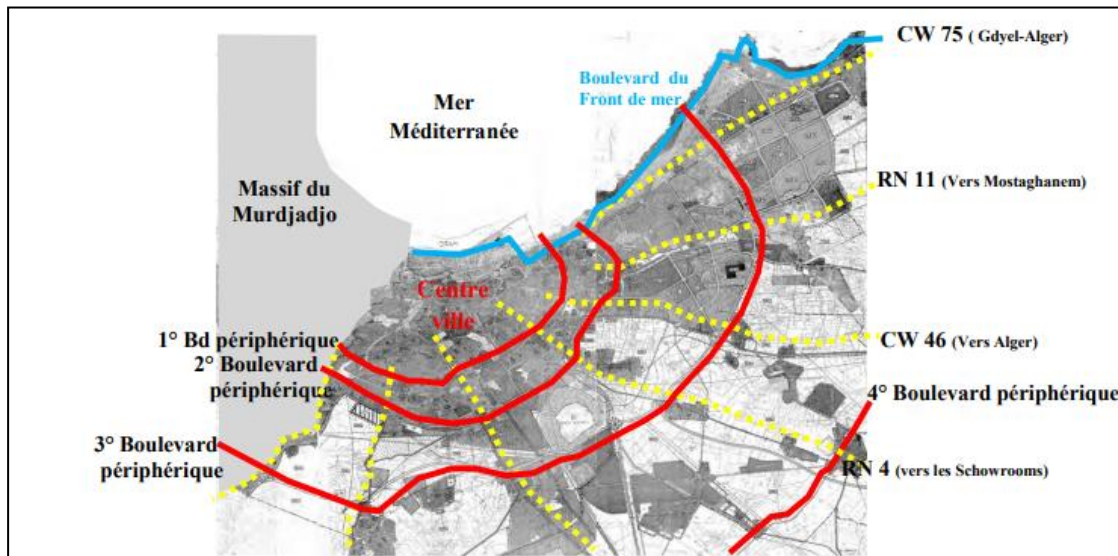 CW 75 ( Gdyel-Alger)
Boulevard du
Front de mer
Mer
Méditerranée
RN 11 (Vers Mostaghanem)
Massif du
Murdjadjo
Centre
ville
1° Bd périphérique
CW 46 (Vers Alger)
2° Boulevard
périphérique
4° Boulevard périphérique
3° Boulevard
périphérique
RN 4 (vers les Schowrooms)